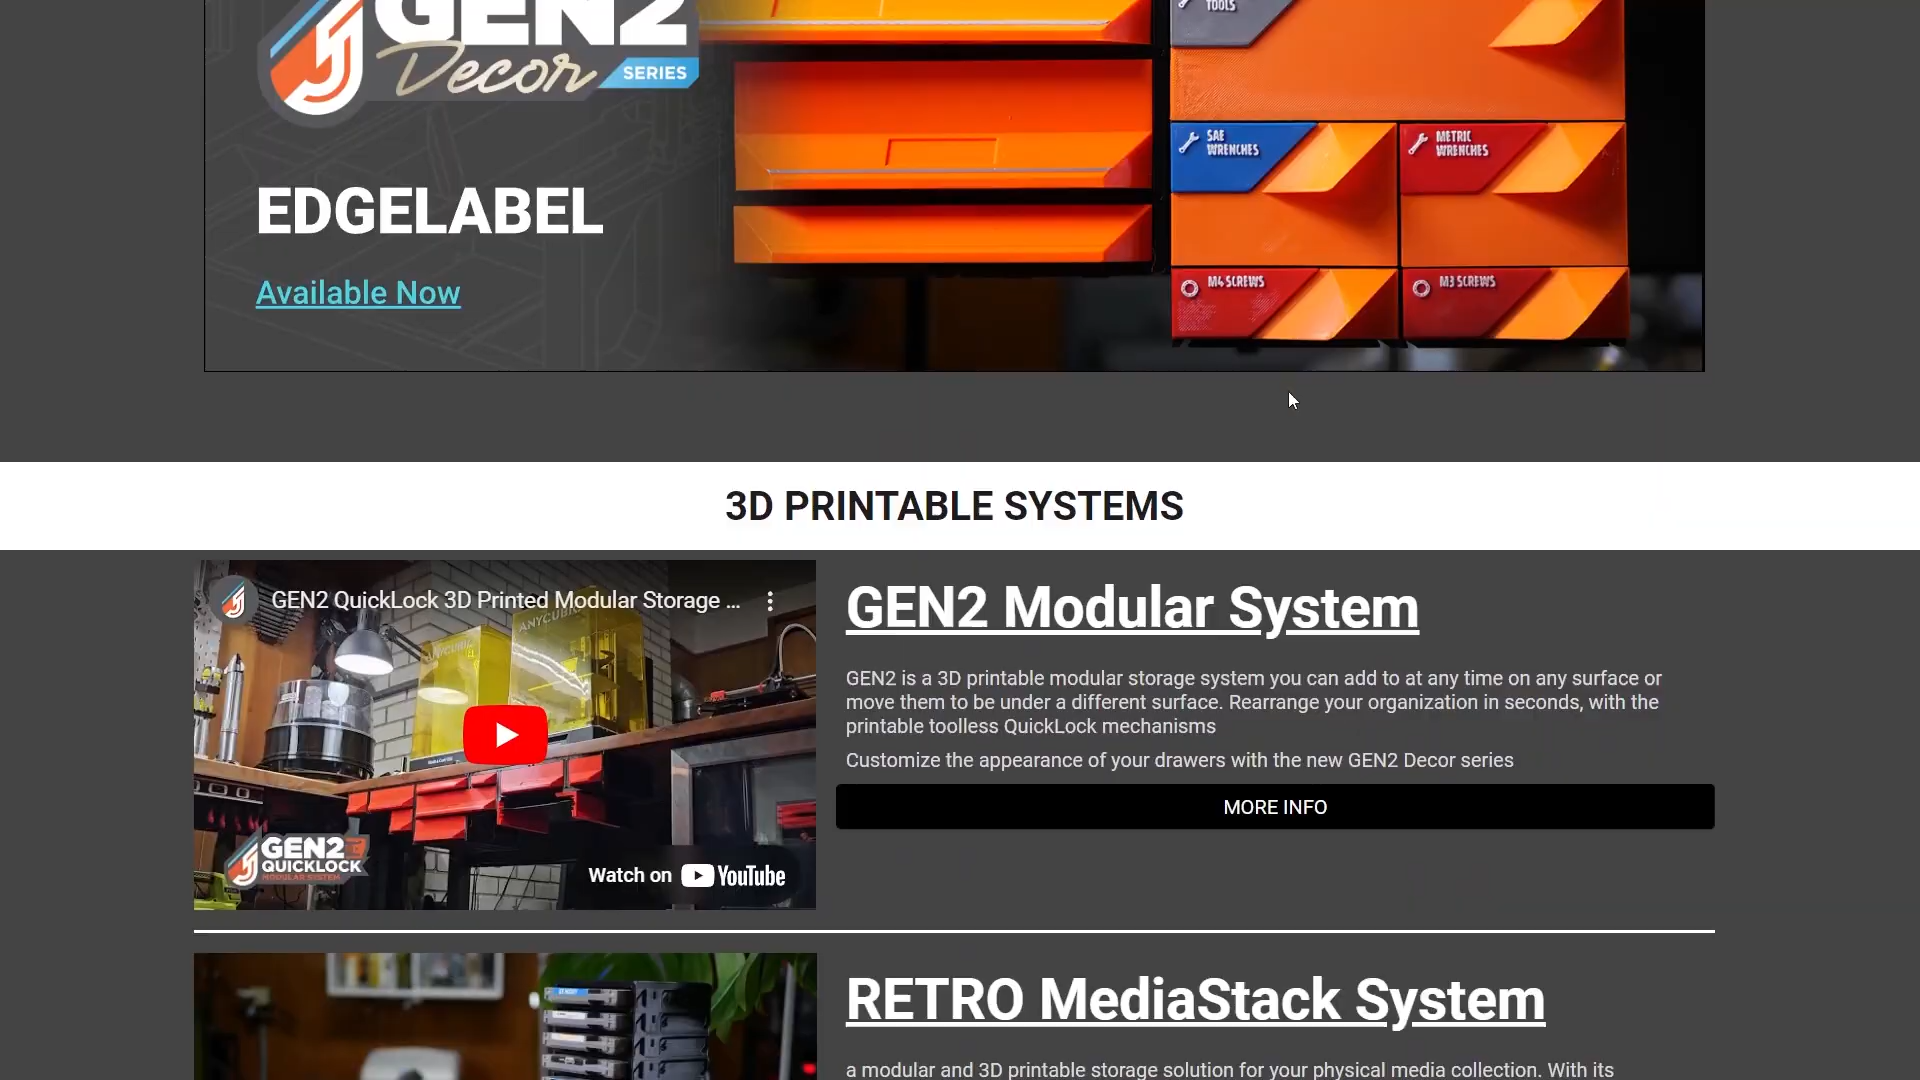 GEN2
Decor
SERIES
EDGELABEL
Available Now
TOOLS
SAE
WRENCHES
METRIC
WRENCHES
M4 SCREWS
M3 SCREWS
3D PRINTABLE SYSTEMS
GEN2 QuickLock 3D Printed Modular Storage ...
ANYCUBIC
GEN2
QUICKLOCK
MODULAR SYSTEM
Watch on YouTube
GEN2 Modular System
GEN2 is a 3D printable modular storage system you can add to at any time on any surface or
move them to be under a different surface. Rearrange your organization in seconds, with the
printable toolless QuickLock mechanisms
Customize the appearance of your drawers with the new GEN2 Decor series
MORE INFO
RETRO MediaStack System
a modular and 3D printable storage solution for your physical media collection. With its